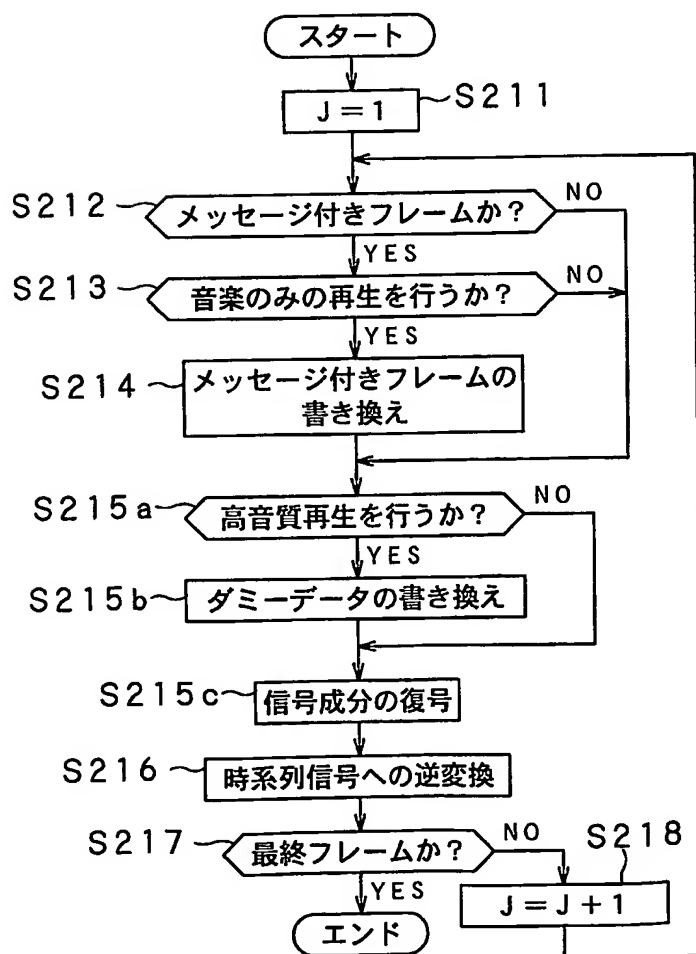 スタート
J=1
S211
S212
メッセージ付きフレームか?
NO
YES
S213
音楽のみの再生を行うか?
NO
YES
S214
メッセージ付きフレームの
書き換え
S215a
高音質再生を行うか?
NO
YES
S215b
ダミーデータの書き換え
S215c
信号成分の復号
S216
時系列信号への逆変換
S217
最終フレームか?
NO
S218
YES
J=J+1
エンド